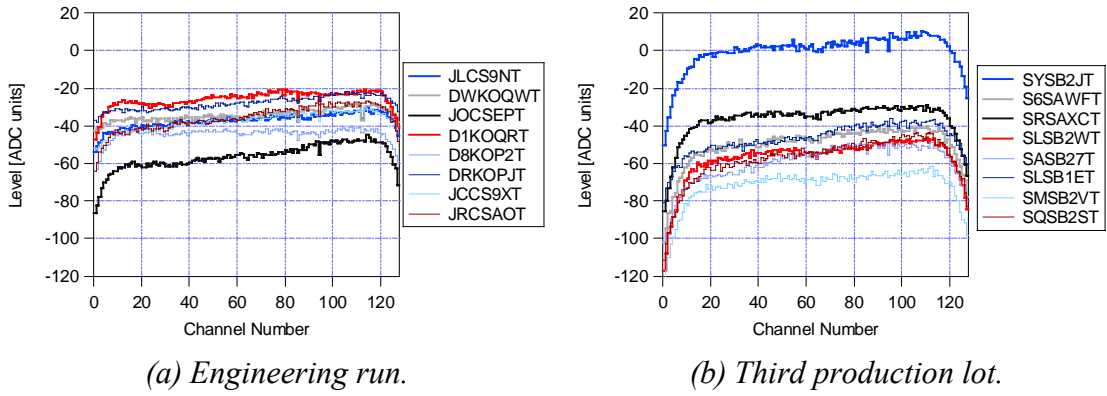 20
0
-20
-40
-60
-80
-100
-120
Level [ADC units]
0 20 40 60 80 100 120
Channel Number
JLCS9NT
DWKOQWT
JOCSEPT
D1KOQRT
D8KOP2T
DRKOPJT
JCCS9XT
JRCSAOT
(a) Engineering run.
20
0
-20
-40
-60
-80
-100
-120
Level [ADC units]
0 20 40 60 80 100 120
Channel Number
SYSB2JT
S6SAWFT
SRSAXCT
SLSB2WT
SASB27T
SLSB1ET
SMSB2VT
SQSB2ST
(b) Third production lot.